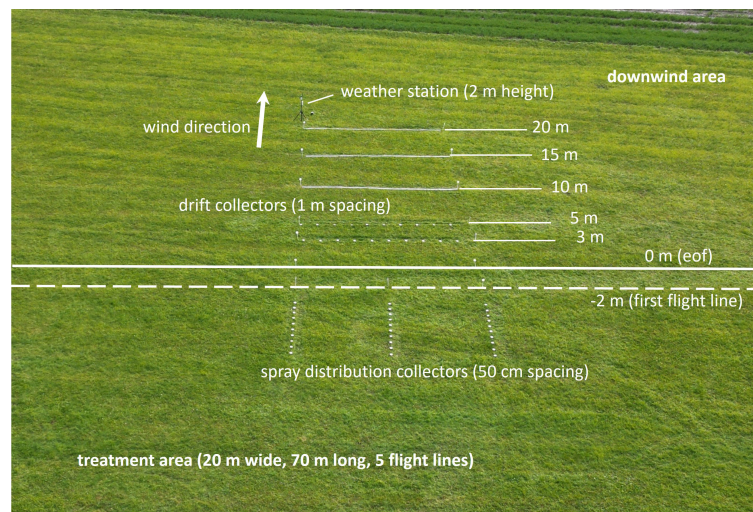 downwind area
weather station (2 m height)
wind direction
20 m
15 m
10 m
drift collectors (1 m spacing)
5 m
3 m
0 m (eof)
-2 m (first flight line)
spray distribution collectors (50 cm spacing)
treatment area (20 m wide, 70 m long, 5 flight lines)